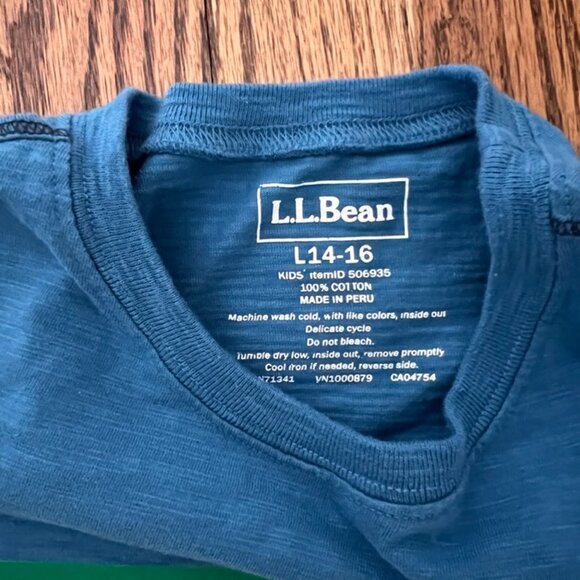 L.L.Bean
L14-16
KIDS' ItemID 506935
100% COTTON
MADE IN PERU
Machine wash cold, with like colors, inside out
Delicate cycle
Do not bleach.
Tumble dry low, inside out, remove promptly
Cool iron if needed, reverse side.
71341 VN1000879 CA04754